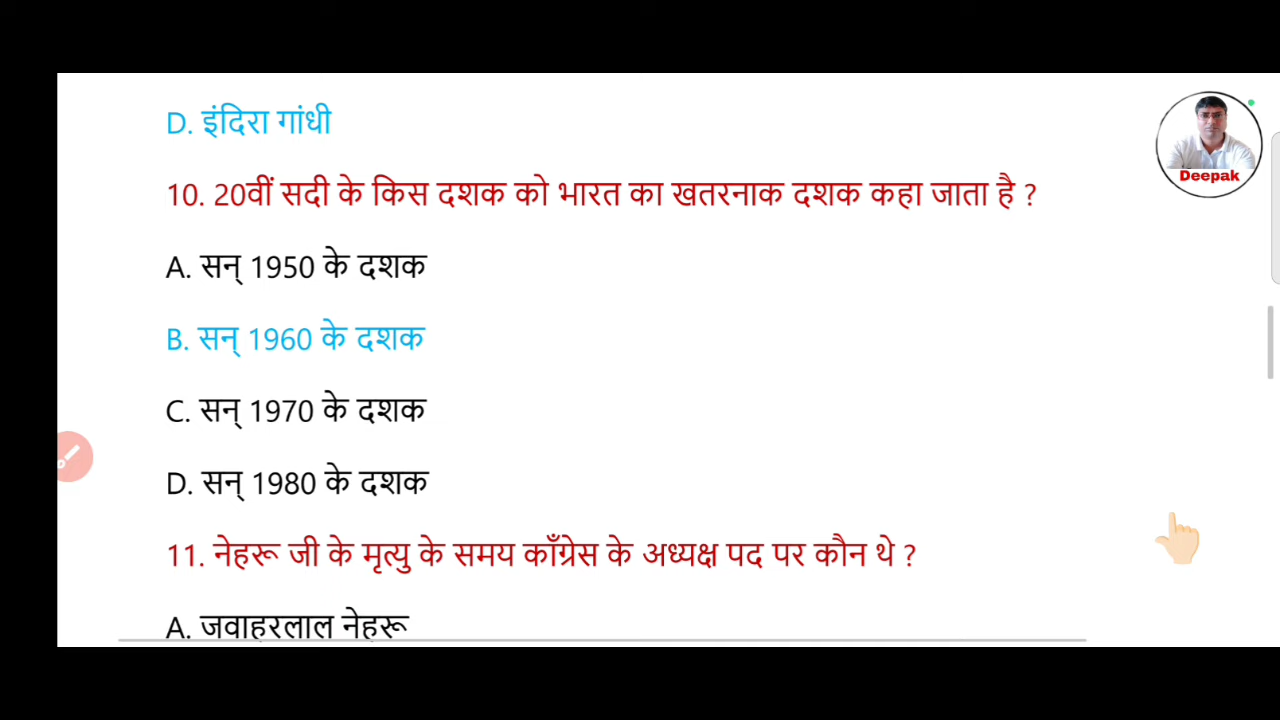 D. इंदिरा गांधी
Deepak
10. 20वीं सदी के किस दशक को भारत का खतरनाक दशक कहा जाता है ?
A. सन् 1950 के दशक
B. सन् 1960 के दशक
C. सन् 1970 के दशक
D. सन् 1980 के दशक
11. नेहरू जी के मृत्यु के समय काँग्रेस के अध्यक्ष पद पर कौन थे ?
A. जवाहरलाल नेहरू